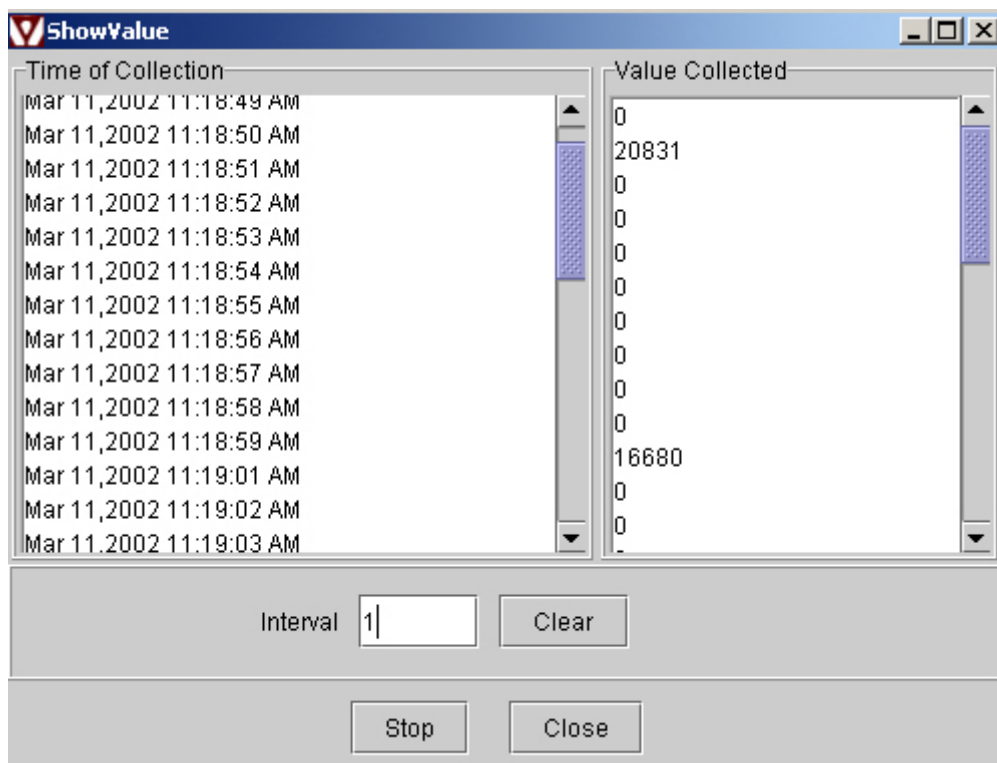 ShowValue
Time of Collection
Mar 11,2002 11:18:49 AM
Mar 11,2002 11:18:50 AM
Mar 11,2002 11:18:51 AM
Mar 11,2002 11:18:52 AM
Mar 11,2002 11:18:53 AM
Mar 11,2002 11:18:54 AM
Mar 11,2002 11:18:55 AM
Mar 11,2002 11:18:56 AM
Mar 11,2002 11:18:57 AM
Mar 11,2002 11:18:58 AM
Mar 11,2002 11:18:59 AM
Mar 11,2002 11:19:01 AM
Mar 11,2002 11:19:02 AM
Mar 11,2002 11:19:03 AM
Value Collected
0
20831
0
0
0
0
0
0
0
0
16680
0
0
Interval 1 Clear
Stop Close